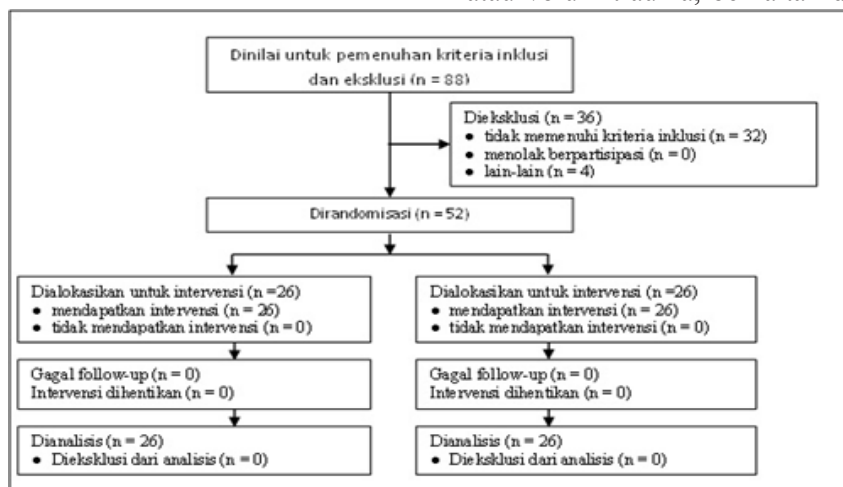 Dinilai untuk pemenuhan kriteria inklusi
dan eksklusi (n = 88)
Dieksklusi (n = 36)
● tidak memenuhi kriteria inklusi (n = 32)
● menolak berpartisipasi (n = 0)
● lain-lain (n = 4)
Dirandomisasi (n = 52)
Dialokasikan untuk intervensi (n =26)
● mendapatkan intervensi (n = 26)
● tidak mendapatkan intervensi (n = 0)
Dialokasikan untuk intervensi (n =26)
● mendapatkan intervensi (n = 26)
● tidak mendapatkan intervensi (n = 0)
Gagal follow-up (n = 0)
Intervensi dihentikan (n = 0)
Gagal follow-up (n = 0)
Intervensi dihentikan (n = 0)
Dianalisis (n = 26)
● Dieksklusi dari analisis (n = 0)
Dianalisis (n = 26)
● Dieksklusi dari analisis (n = 0)